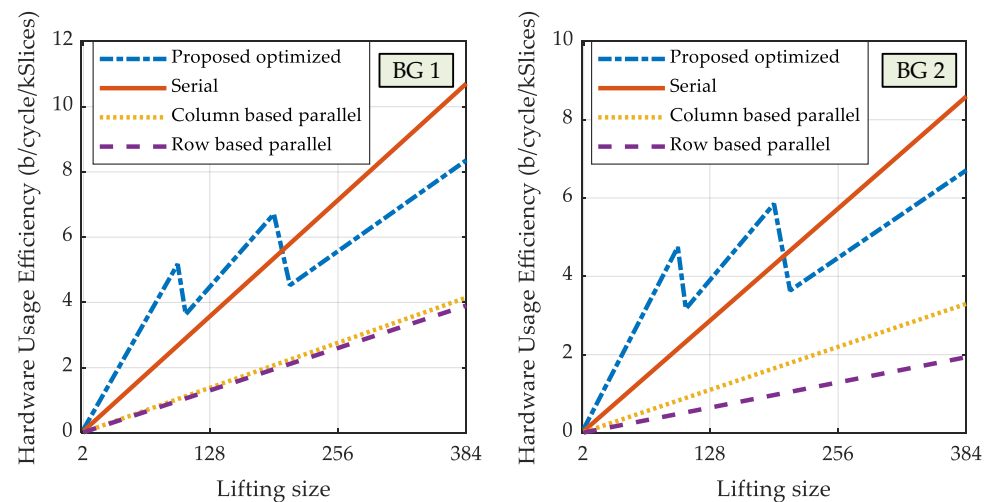 Hardware Usage Efficiency (b/cycle/kSlices)
12
10
8
6
4
2
0
Proposed optimized
Serial
Column based parallel
Row based parallel
BG 1
2 128 256 384
Lifting size
Hardware Usage Efficiency (b/cycle/kSlices)
10
8
6
4
2
0
Proposed optimized
Serial
Column based parallel
Row based parallel
BG 2
2 128 256 384
Lifting size